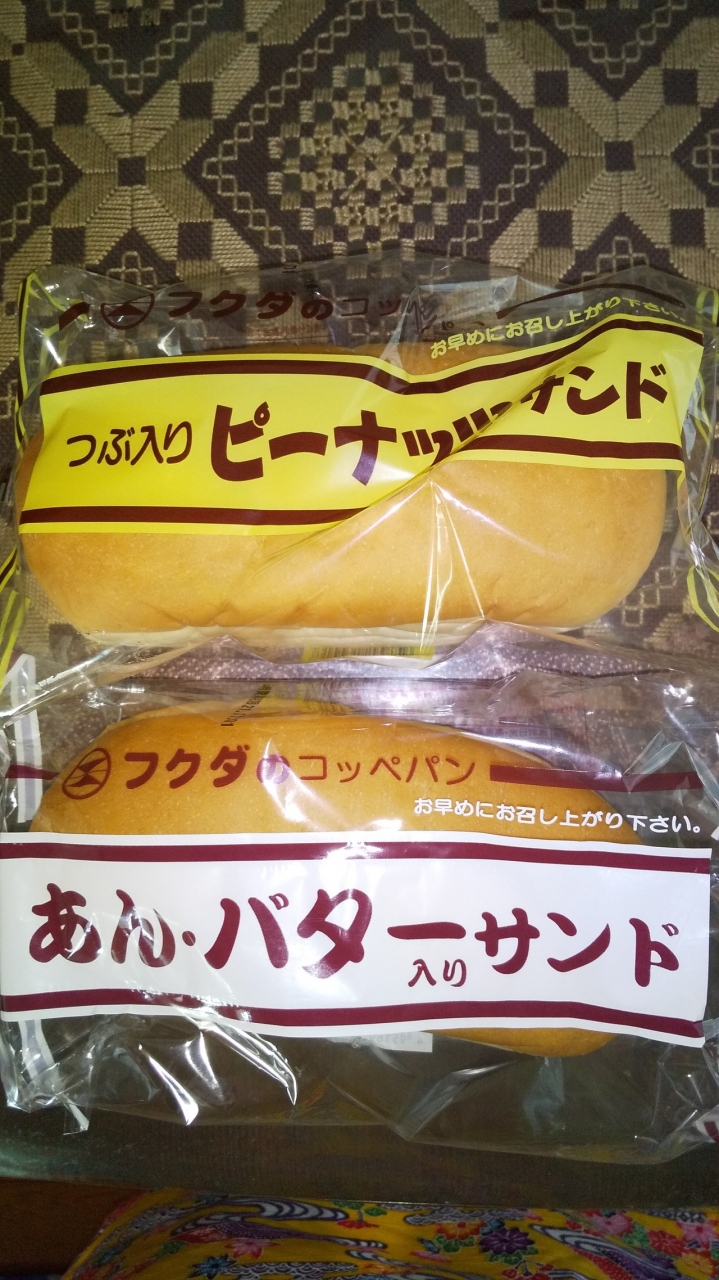 フクダのコッ
お早めにお召し上がり下さい。
つぶ入り ピーナッツサンド
フクダのコッペパン
お早めにお召し上がり下さい。
あん・バター入りサンド